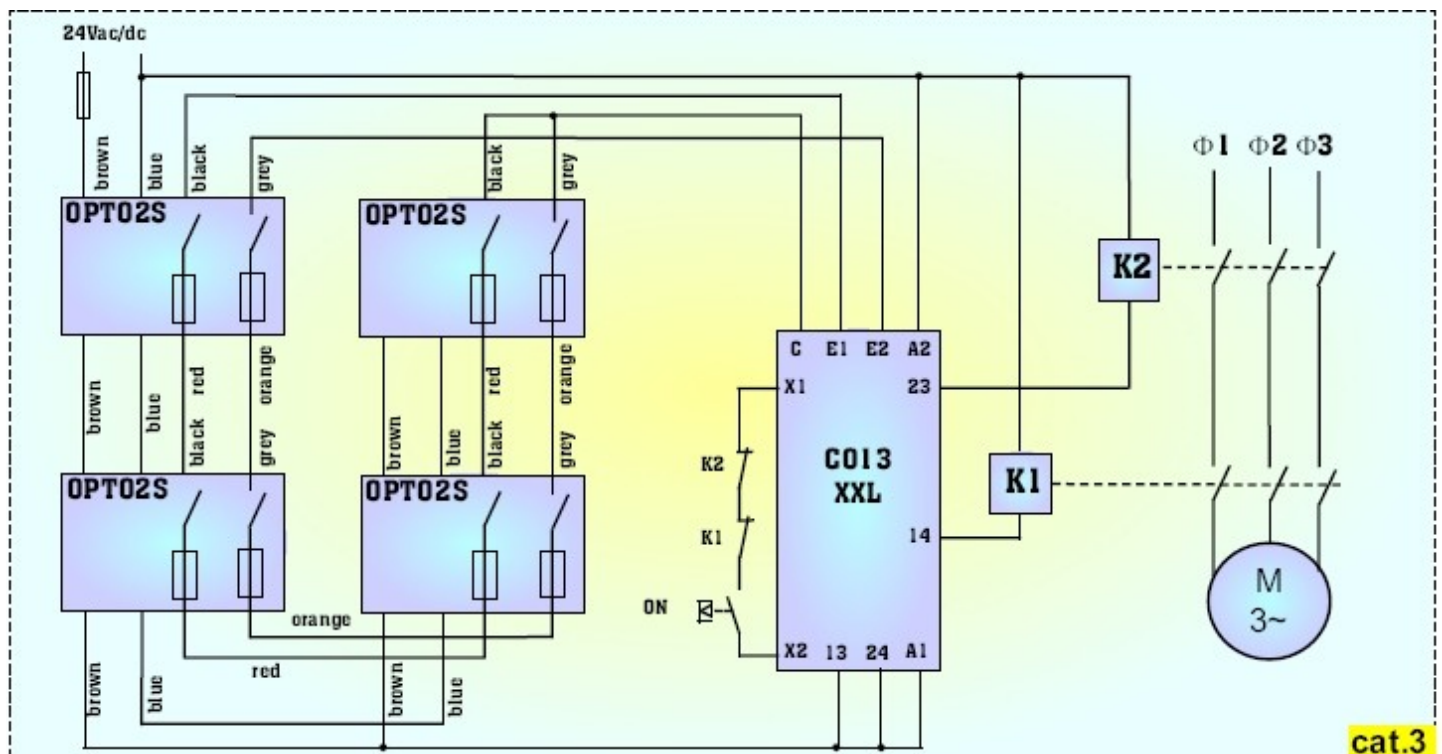 24Vac/dc
brown
blue
black
grey
black
grey
Φ1 Φ2 Φ3
OPTO2S
OPTO2S
K2
C E1 E2 A2
X1
23
brown
blue
red
orange
black
grey
brown
blue
red
orange
black
grey
K2
CO13
XXL
K1
K1
14
OPTO2S
OPTO2S
ON
M
3~
orange
red
X2 13 24 A1
brown
blue
brown
blue
cat.3